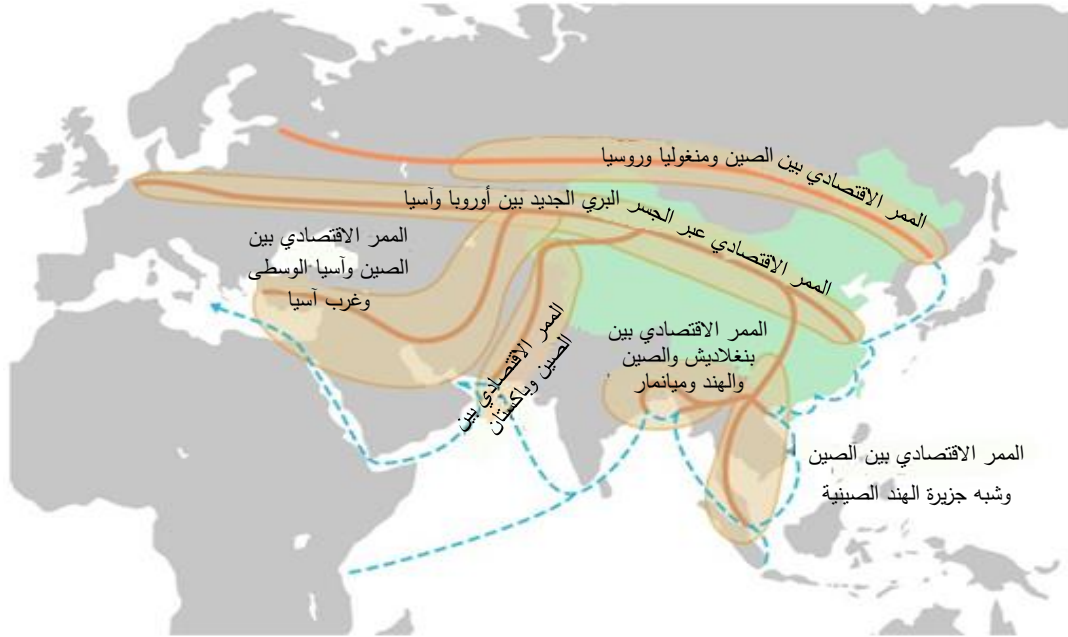 الممر الاقتصادي بين الصين ومنغوليا وروسيا
الممر الاقتصادي عبر الجسر البري الجديد بين أوروبا وآسيا
الممر الاقتصادي بين
الصين وآسيا الوسطى
وغرب آسيا
الممر الاقتصادي بين
الصين وباكستان
الممر الاقتصادي بين
بنغلاديش والصين
والهند وميانمار
الممر الاقتصادي بين الصين
وشبه جزيرة الهند الصينية